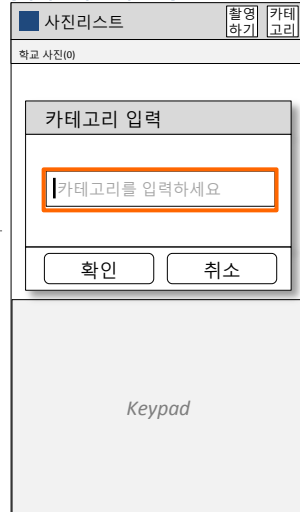 사진리스트
촬영
하기
카테
고리
학교 사진(0)
카테고리 입력
카테고리를 입력하세요
확인
취소
Keypad